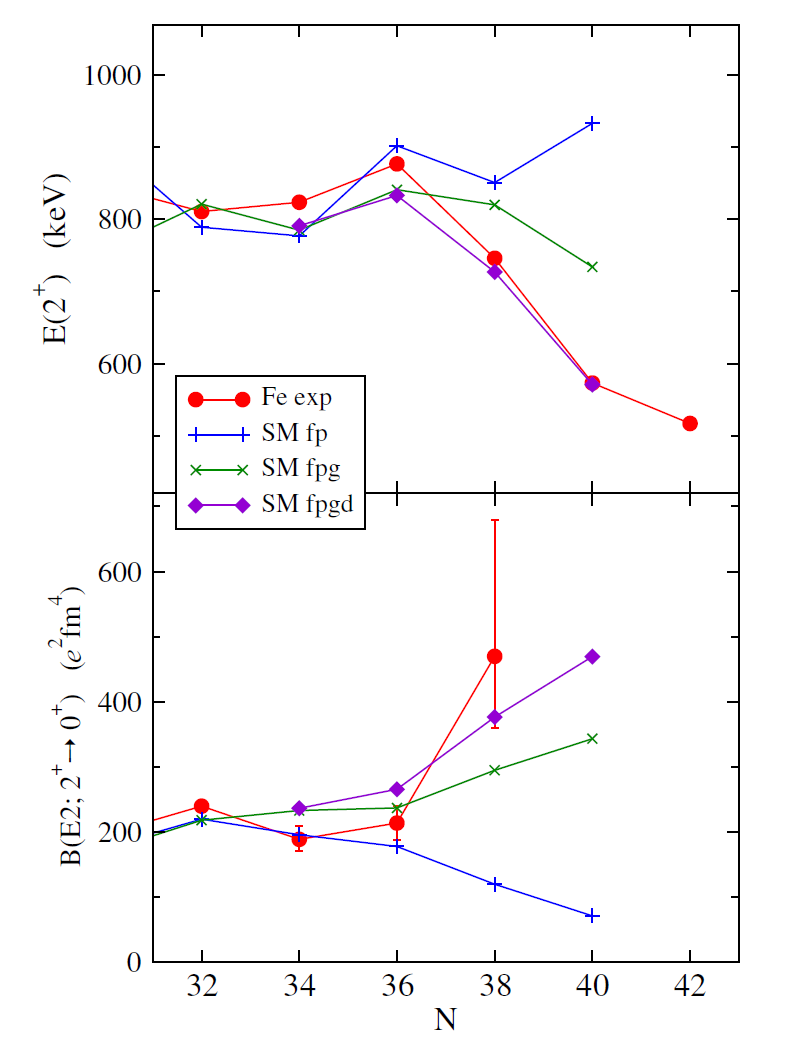 1000
800
600
E(2⁺) (keV)
Fe exp
SM fp
SM fpg
SM fpgd
600
400
200
0
B(E2; 2⁺→ 0⁺) (e²fm⁴)
32 34 36 38 40 42
N